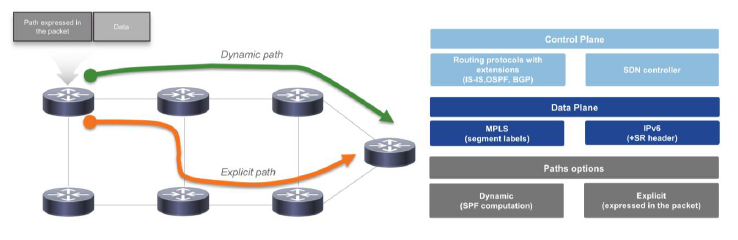 Path expressed in
the packet
Data
Dynamic path
Explicit path
Control Plane
Routing protocols with
extensions
(IS-IS,OSPF, BGP)
SDN controller
Data Plane
MPLS
(segment labels)
IPv6
(+SR header)
Paths options
Dynamic
(SPF computation)
Explicit
(expressed in the packet)